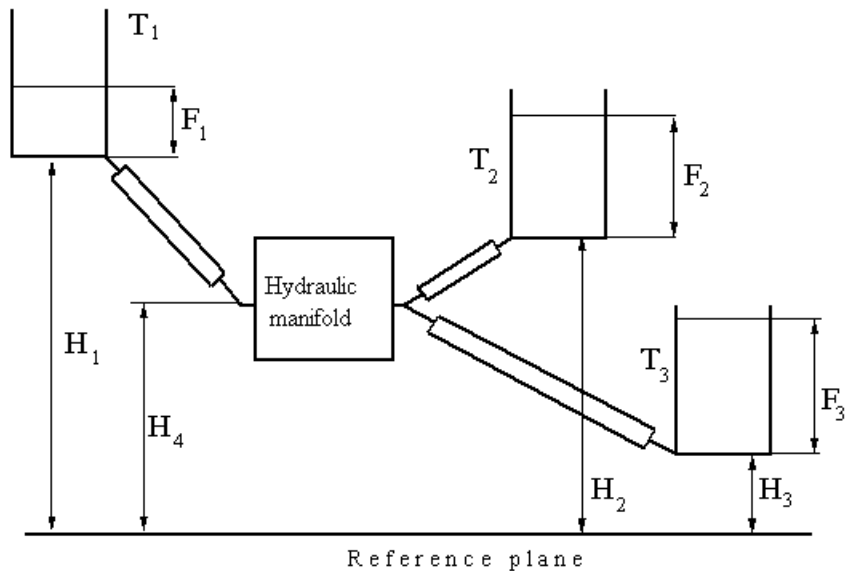 T1
F1
T2
F2
Hydraulic
manifold
H1
H4
T3
F3
H2
H3
Reference plane